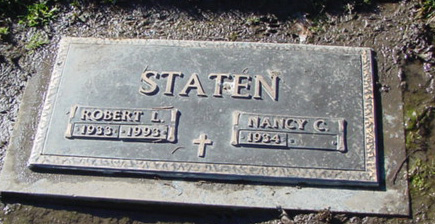 STATEN
ROBERT L.
1933 - 1993
NANCY C.
1934 -